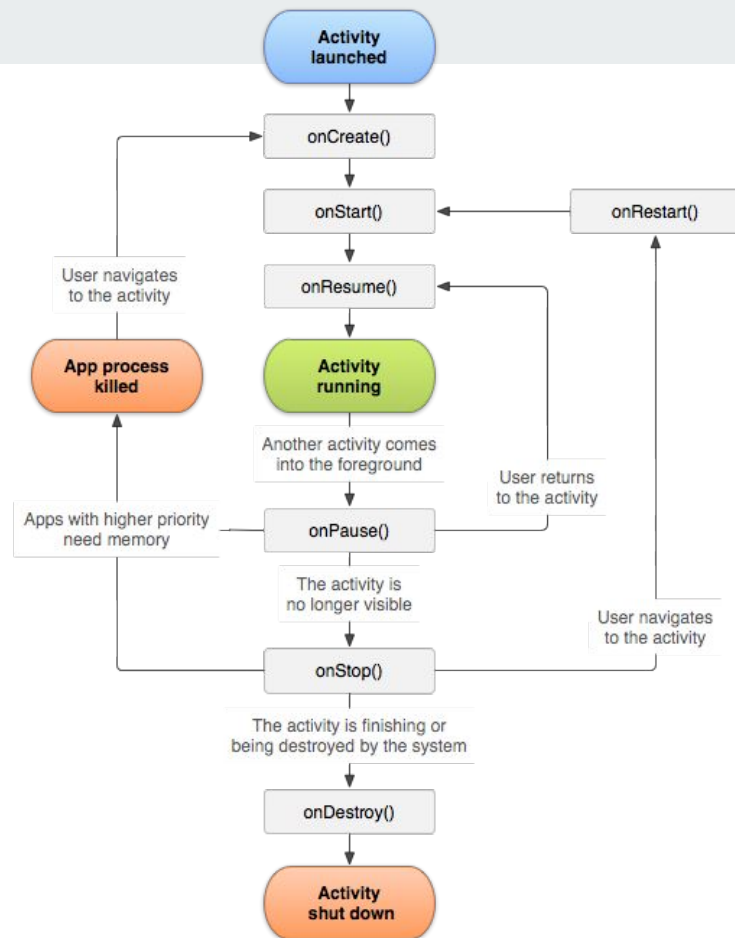 Activity
launched
onCreate()
onStart()
onRestart()
User navigates
to the activity
onResume()
App process
killed
Activity
running
Another activity comes
into the foreground
User returns
to the activity
Apps with higher priority
need memory
onPause()
The activity is
no longer visible
User navigates
to the activity
onStop()
The activity is finishing or
being destroyed by the system
onDestroy()
Activity
shut down